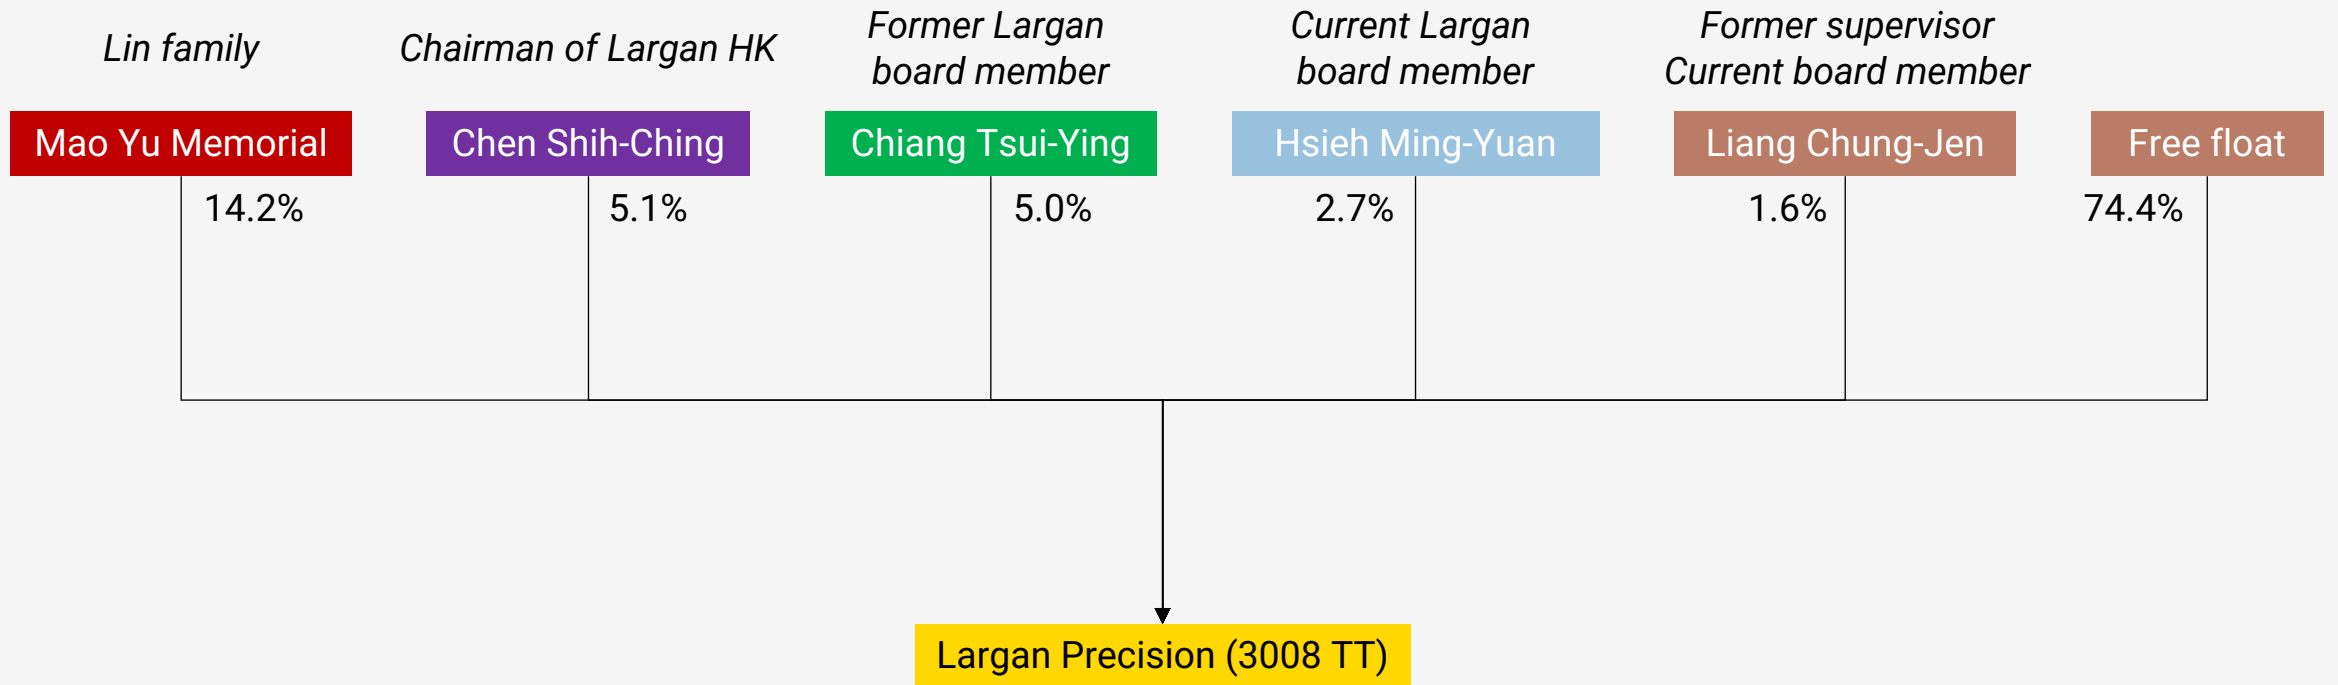 Lin family
Chairman of Largan HK
Former Largan
board member
Current Largan
board member
Former supervisor
Current board member
Mao Yu Memorial
Chen Shih-Ching
Chiang Tsui-Ying
Hsieh Ming-Yuan
Liang Chung-Jen
Free float
14.2%
5.1%
5.0%
2.7%
1.6%
74.4%
Largan Precision (3008 TT)